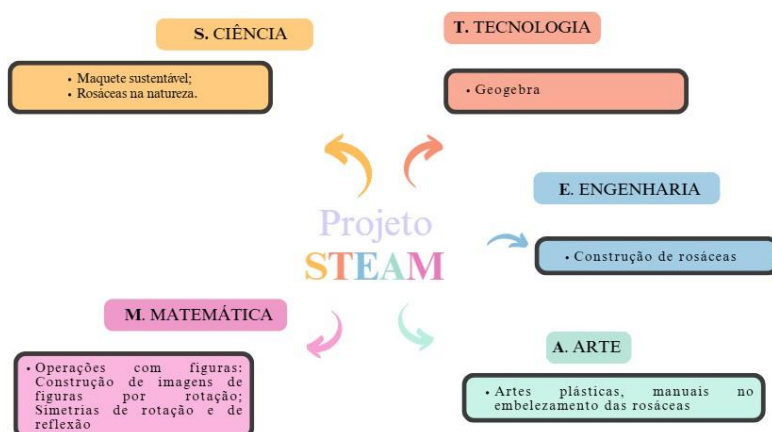 S. CIÊNCIA
• Maquete sustentável;
• Rosáceas na natureza.
T. TECNOLOGIA
• Geogebra
Projeto
STEAM
E. ENGENHARIA
• Construção de rosáceas
M. MATEMÁTICA
• Operações com figuras:
Construção de imagens de
figuras por rotação;
Simetrias de rotação e de
reflexão
A. ARTE
• Artes plásticas, manuais no
embelezamento das rosáceas